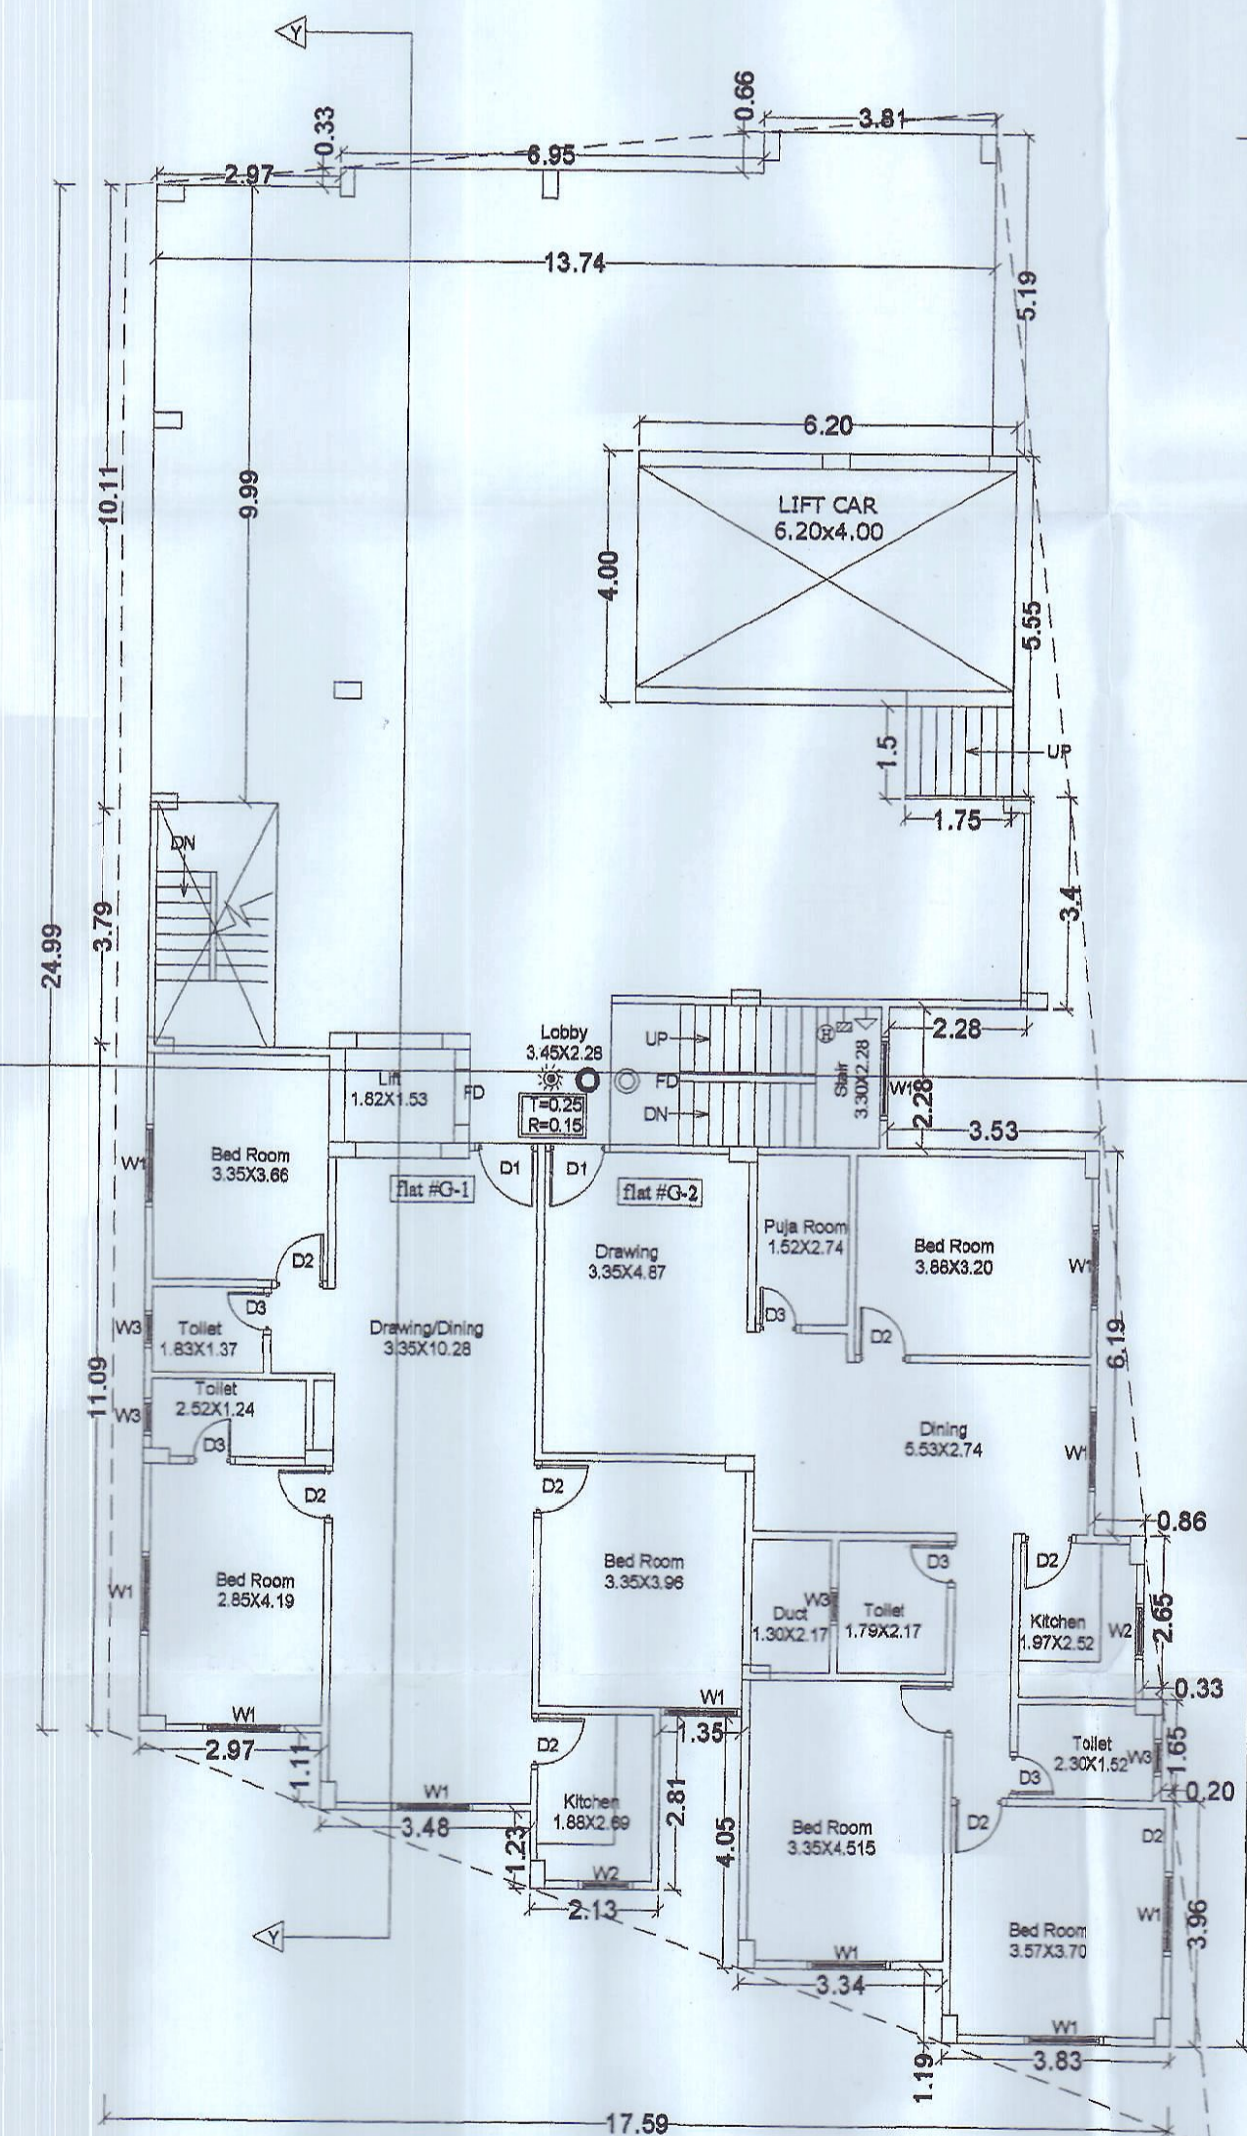 Y
0.66
3.81
0.33
6.95
2.97
13.74
5.19
6.20
10.11
9.99
LIFT CAR
6.20x4.00
4.00
5.55
1.5
UP
1.75
DN
3.4
24.99
3.79
Lobby
3.45X2.28
UP
2.28
Lift
1.82X1.53
FD
FD
Stair
3.30X2.28
W1
2.28
T=0.25
R=0.15
DN
3.53
W1
Bed Room
3.35X3.66
D1
D1
flat #G-1
flat #G-2
Puja Room
1.52X2.74
Bed Room
3.88X3.20
W1
Drawing
3.35X4.87
D2
D3
D3
D2
W3
Toilet
1.83X1.37
Drawing/Dining
3.35X10.28
6.19
11.09
Toilet
2.52X1.24
W3
D3
Dining
5.53X2.74
W1
D2
D2
0.86
D3
D2
Bed Room
3.35X3.96
W1
Bed Room
2.85X4.19
Duct
1.30X2.17
W3
Toilet
1.79X2.17
Kitchen
1.97X2.52
W2
2.65
0.33
W1
W1
1.35
2.97
1.11
D2
Toilet
2.30X1.52
W3
1.65
D3
0.20
W1
3.48
Kitchen
1.88X2.69
2.81
4.05
1.23
Bed Room
3.35X4.515
D2
D2
W2
2.13
Bed Room
3.57X3.70
W1
3.96
Y
W1
3.34
W1
1.19
3.83
17.59